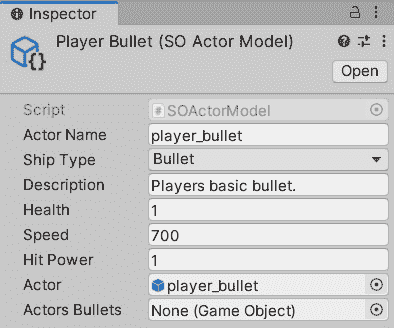 Inspector
Player Bullet (SO Actor Model)
Open
Script # SOActorModel
Actor Name player_bullet
Ship Type Bullet
Description Players basic bullet.
Health 1
Speed 700
Hit Power 1
Actor player_bullet
Actors Bullets None (Game Object)